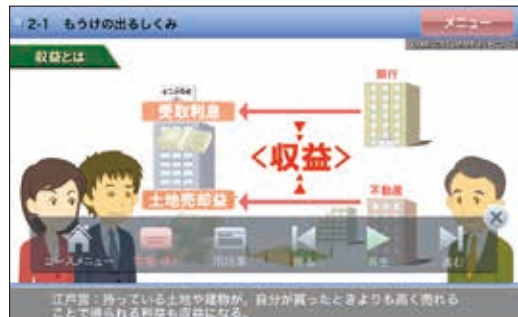 2-1 もうけの出るしくみ
メニュー
収益とは
銀行
受取利息
<収益>
土地売却益
不動産
コースメニュー
用語集
戻る
再生
進む
江戸雲:持っている土地や建物が、自分が買ったときよりも高く売れる
ことで得られる利益も収益になる。